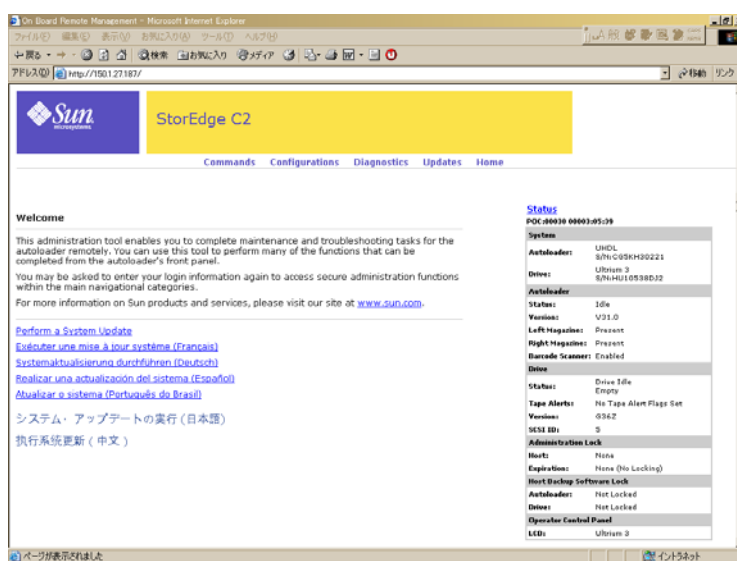 On Board Remote Management - Microsoft Internet Explorer
ファイル(F) 編集(E) 表示(V) お気に入り(A) ツール(T) ヘルプ(H)
戻る 検索 お気に入り メディア
アドレス(D) http://150.1.27.187/ 移動 リンク
Sun
microsystems
StorEdge C2
Commands Configurations Diagnostics Updates Home
Welcome
This administration tool enables you to complete maintenance and troubleshooting tasks for the
autoloader remotely. You can use this tool to perform many of the functions that can be
completed from the autoloader's front panel.
You may be asked to enter your login information again to access secure administration functions
within the main navigational categories.
For more information on Sun products and services, please visit our site at www.sun.com.
Perform a System Update
Exécuter une mise à jour système (Français)
Systemaktualisierung durchführen (Deutsch)
Realizar una actualización del sistema (Español)
Atualizar o sistema (Português do Brasil)
システム・ アップデートの実行 (日本語)
执行系统更新 ( 中文 )
Status
POC:00030 00003:05:39
System
Autoloader: UHDL
S/N:CG5KH30221
Drive: Ultrium 3
S/N:HU10538DJ2
Autoloader
Status: Idle
Version: V31.0
Left Magazine: Present
Right Magazine: Present
Barcode Scanner: Enabled
Drive
Status: Drive Idle
Empty
Tape Alerts: No Tape Alert Flags Set
Version: G36Z
SCSI ID: 5
Administration Lock
Host: None
Expiration: None (No Locking)
Host Backup Software Lock
Autoloader: Not Locked
Drive: Not Locked
Operator Control Panel
LCD: Ultrium 3
ページが表示されました イントラネット